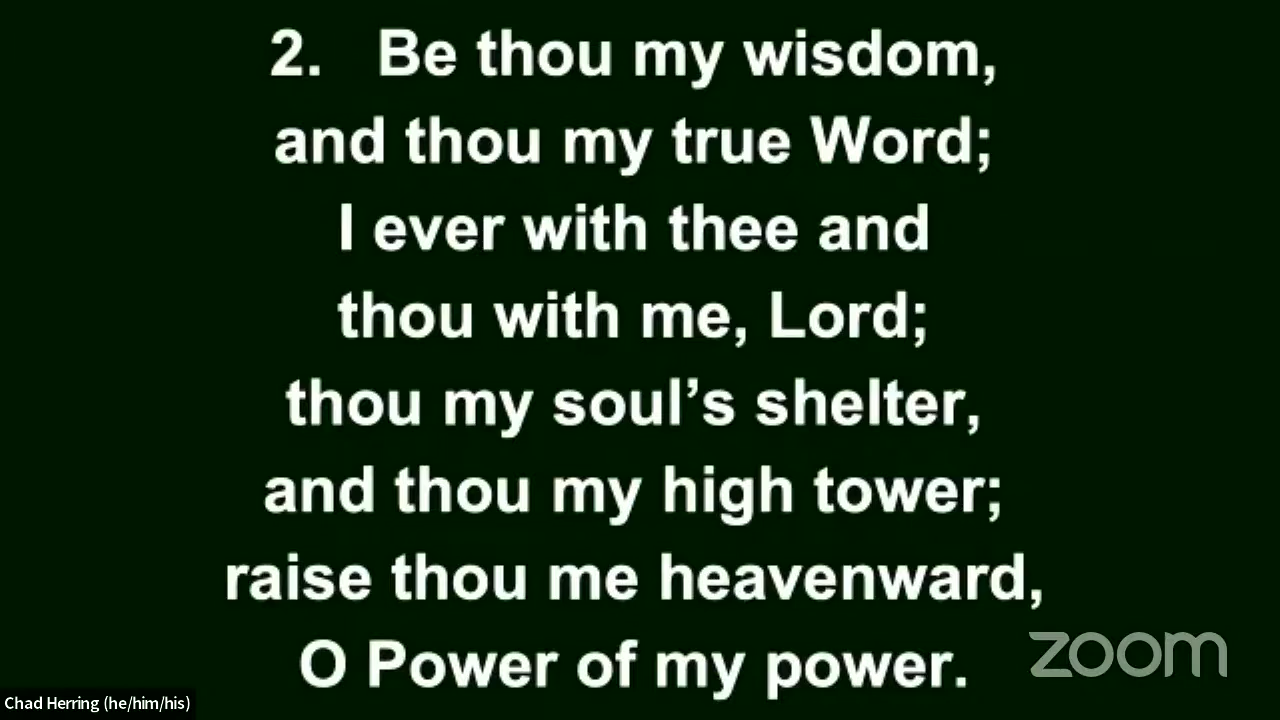 2. Be thou my wisdom,
and thou my true Word;
I ever with thee and
thou with me, Lord;
thou my soul’s shelter,
and thou my high tower;
raise thou me heavenward,
O Power of my power.
zoom
Chad Herring (he/him/his)